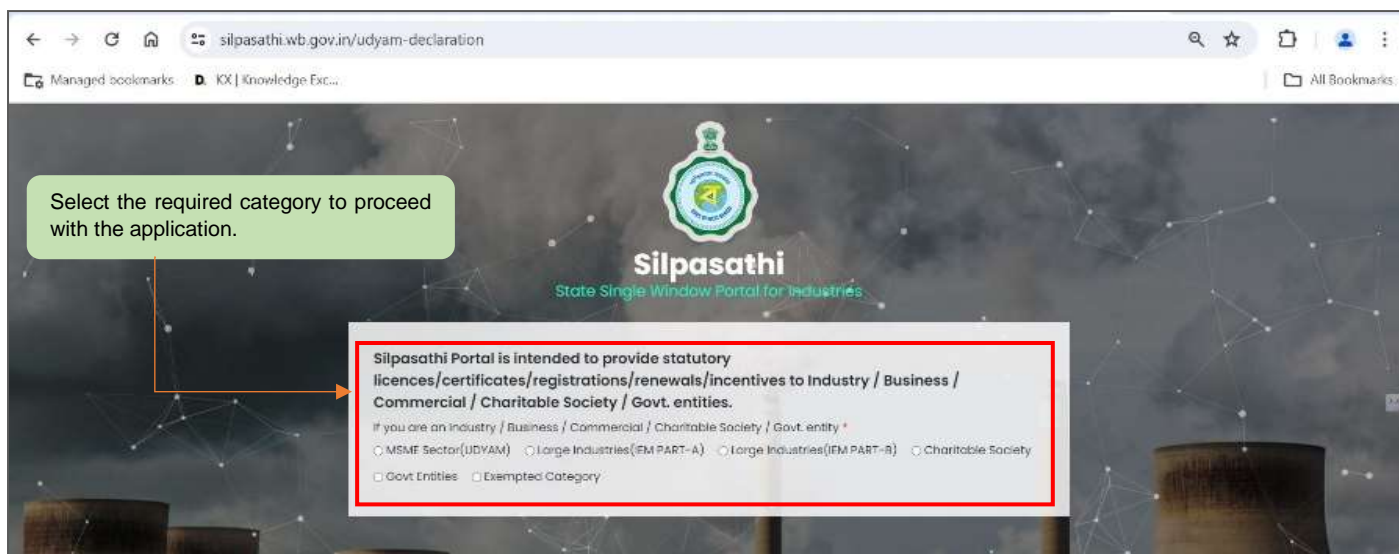 silpasathi.wb.gov.in/udyam-declaration
Managed bookmarks D. KX | Knowledge Exc... All Bookmarks
Select the required category to proceed
with the application.
Silpasathi
State Single Window Portal for Industries
Silpasathi Portal is intended to provide statutory
licences/certificates/registrations/renewals/incentives to Industry / Business /
Commercial / Charitable Society / Govt. entities.
If you are an Industry / Business / Commercial / Charitable Society / Govt. entity *
MSME Sector(UDYAM) Large Industries(IEM PART-A) Large Industries(IEM PART-B) Charitable Society
Govt Entities Exempted Category